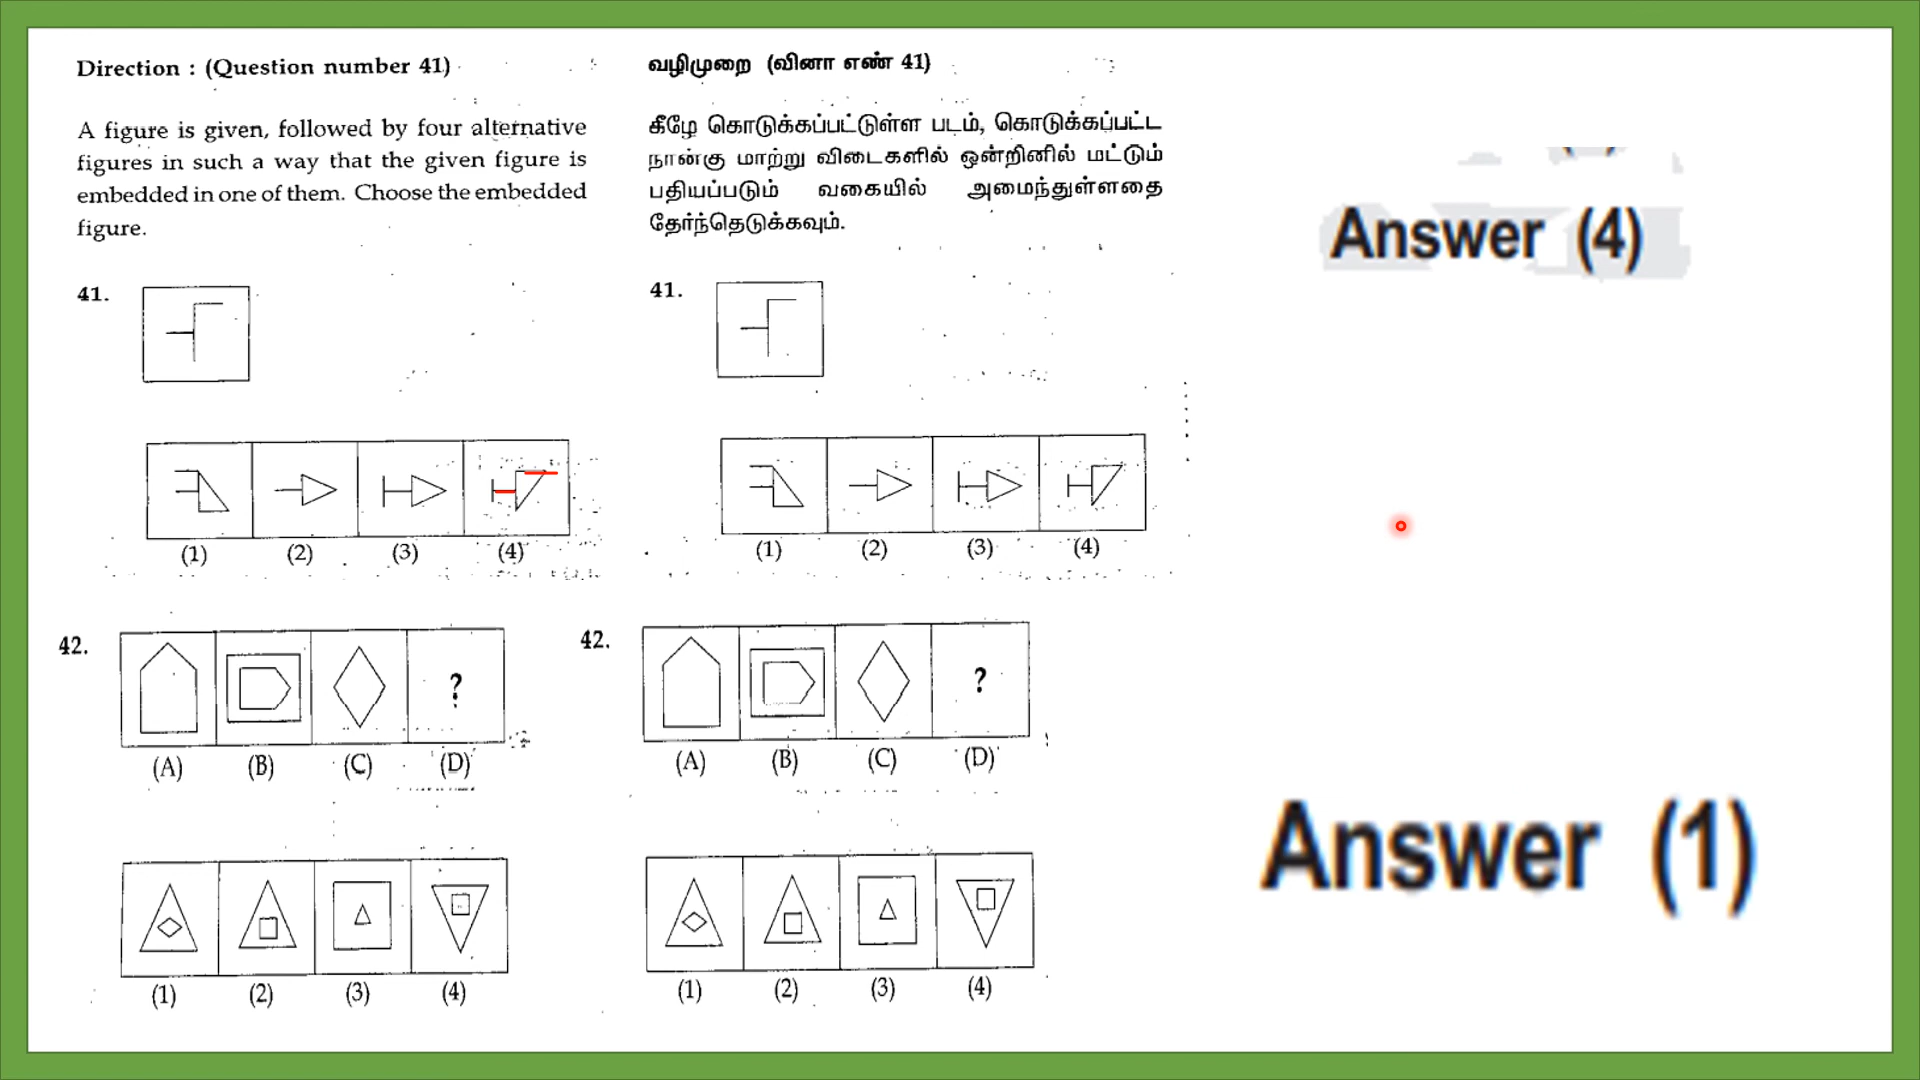 Direction : (Question number 41)
A figure is given, followed by four alternative
figures in such a way that the given figure is
embedded in one of them. Choose the embedded
figure.
41.
(1) (2) (3) (4)
42.
?
(A) (B) (C) (D)
(1) (2) (3) (4)
வழிமுறை (வினா எண் 41)
கீழே கொடுக்கப்பட்டுள்ள படம், கொடுக்கப்பட்ட
நான்கு மாற்று விடைகளில் ஒன்றினில் மட்டும்
பதியப்படும் வகையில் அமைந்துள்ளதை
தேர்ந்தெடுக்கவும்.
41.
(1) (2) (3) (4)
42.
?
(A) (B) (C) (D)
(1) (2) (3) (4)
Answer (4)
Answer (1)